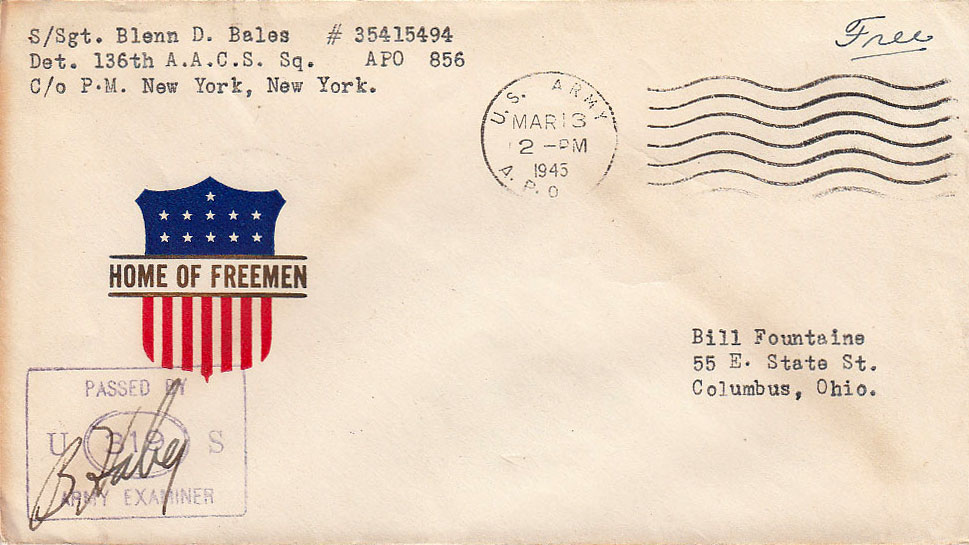 S/Sgt. Blenn D. Bales # 35415494
Det. 136th A.A.C.S. Sq. APO 856
C/o P.M. New York, New York.
Free
U.S. ARMY
MAR 13
2 -PM
1945
A.P.O
HOME OF FREEMEN
Bill Fountaine
55 E. State St.
Columbus, Ohio.
PASSED BY
U S
ARMY EXAMINER